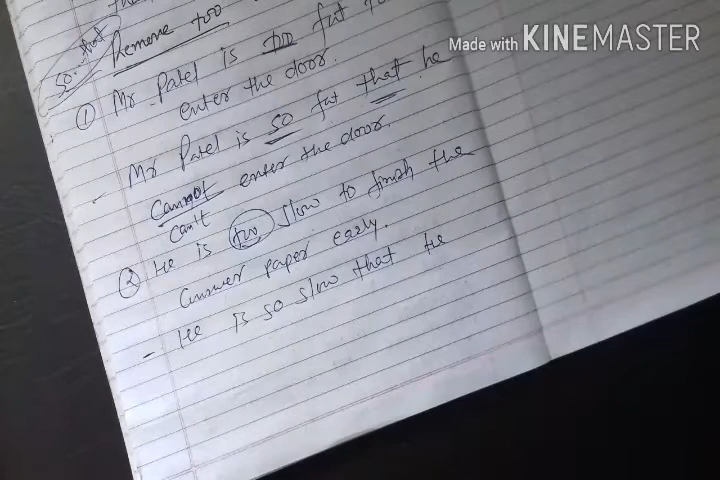 the
so that
Remove too
① Mr Patel is too fat to
enter the door.
- Mr Patel is so fat that he
cannot enter the door.
can't
② He is too slow to finish the
answer paper early.
- He is so slow that he
Made with KINEMASTER